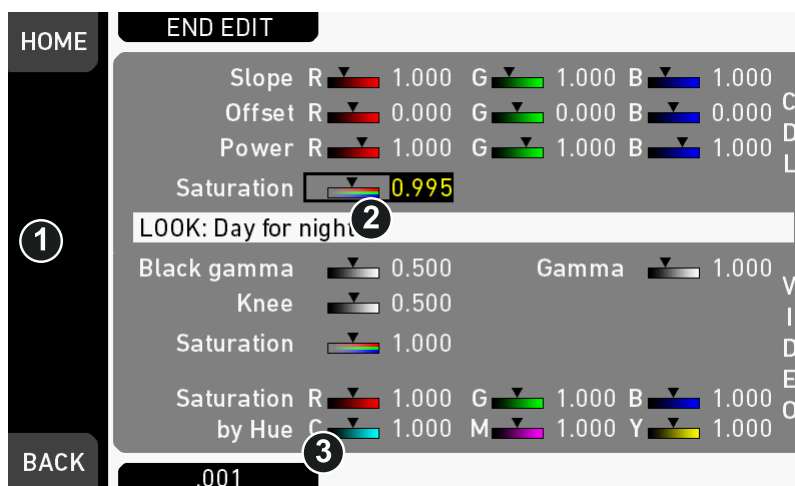 HOME
END EDIT
Slope R 1.000 G 1.000 B 1.000
Offset R 0.000 G 0.000 B 0.000
Power R 1.000 G 1.000 B 1.000
CDL
Saturation 0.995
2
LOOK: Day for night
1
Black gamma 0.500 Gamma 1.000
Knee 0.500
Saturation 1.000
VIDEO
Saturation R 1.000 G 1.000 B 1.000
by Hue C 1.000 M 1.000 Y 1.000
3
BACK
.001